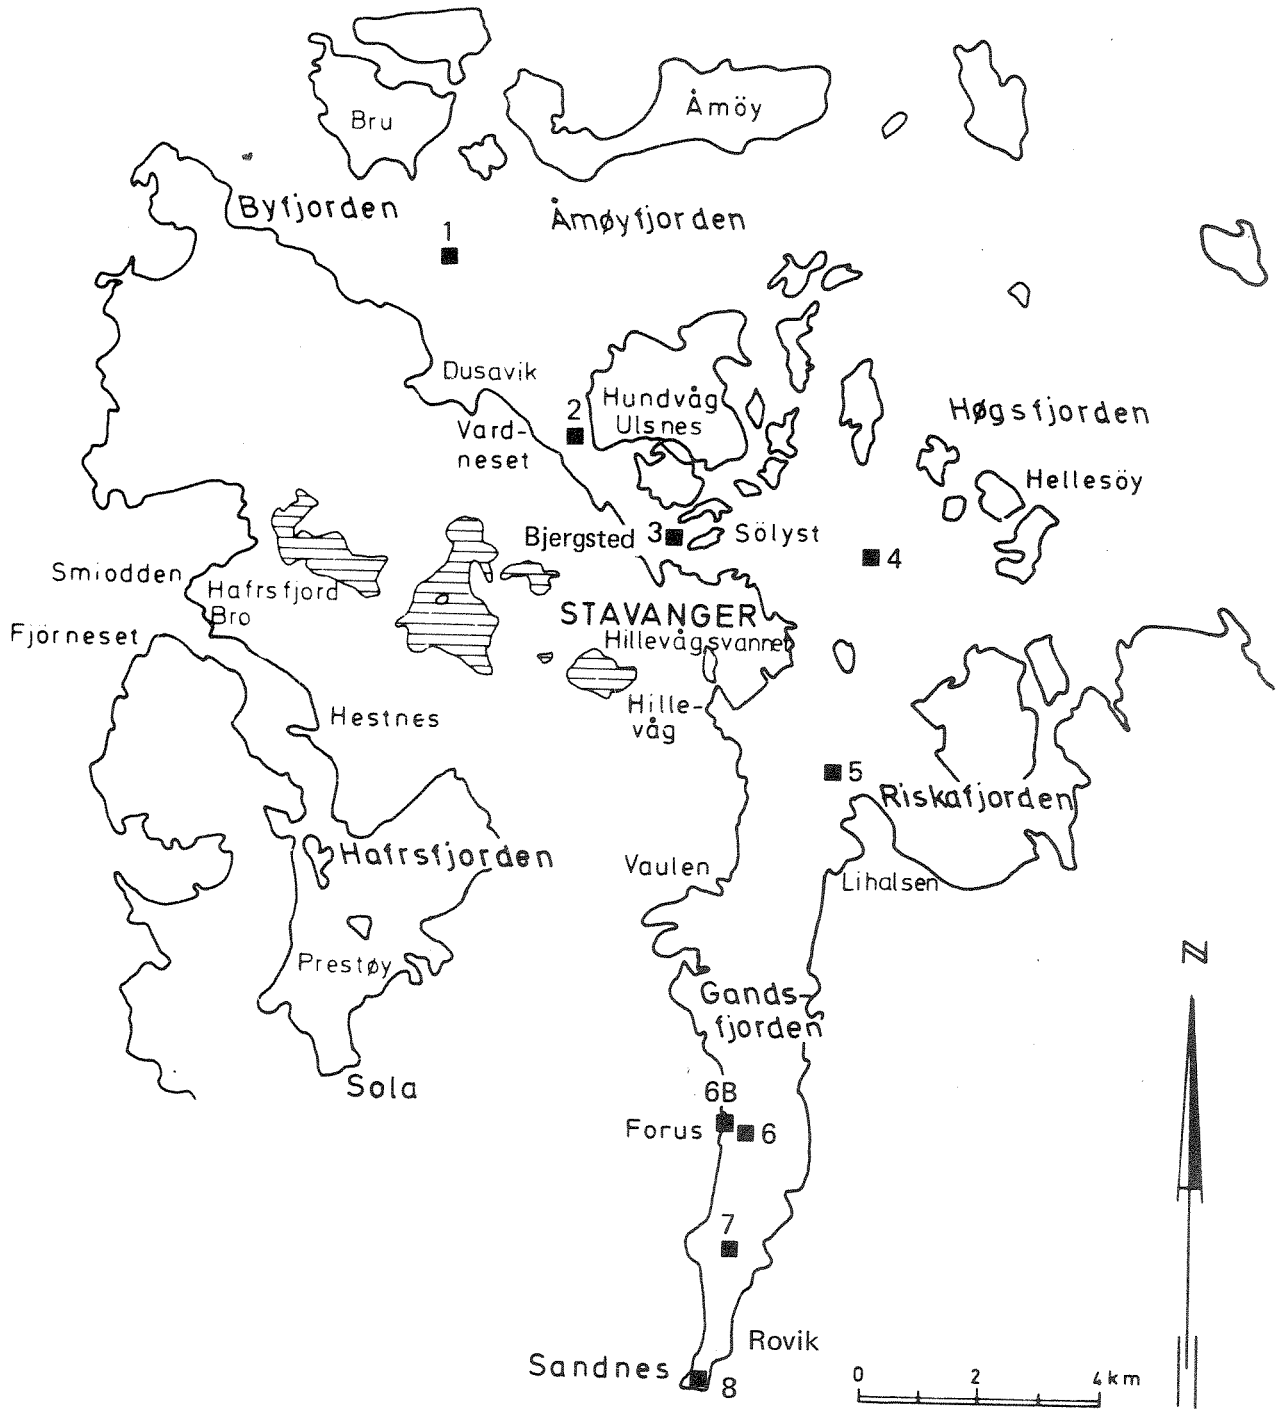 Bru
Åmöy
Byfjorden
Åmøyfjorden
1
Dusavik
2
Hundvåg
Ulsnes
Høgsfjorden
Vard-
neset
Hellesöy
Bjergsted
3
Sölyst
4
Smiodden
Hafrsfjord
Bro
STAVANGER
Fjörneset
Hillevågsvannet
Hille-
våg
Hestnes
5
Riskafjorden
Hafrsfjorden
Vaulen
Lihalsen
N
Prestøy
Gands-
fjorden
Sola
6B
Forus
6
7
Rovik
Sandnes
8
0 2 4 km